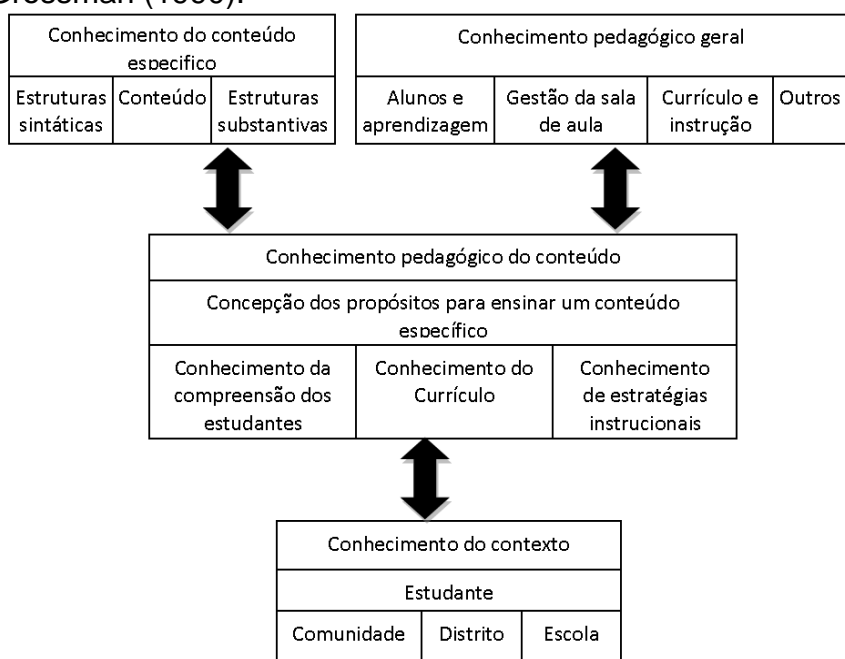 Grossman (1990).
Conhecimento do conteúdo
especifico
Estruturas
sintáticas
Conteúdo
Estruturas
substantivas
Conhecimento pedagógico geral
Alunos e
aprendizagem
Gestão da sala
de aula
Currículo e
instrução
Outros
Conhecimento pedagógico do conteúdo
Concepção dos propósitos para ensinar um conteúdo
específico
Conhecimento da
compreensão dos
estudantes
Conhecimento do
Currículo
Conhecimento
de estratégias
instrucionais
Conhecimento do contexto
Estudante
Comunidade
Distrito
Escola